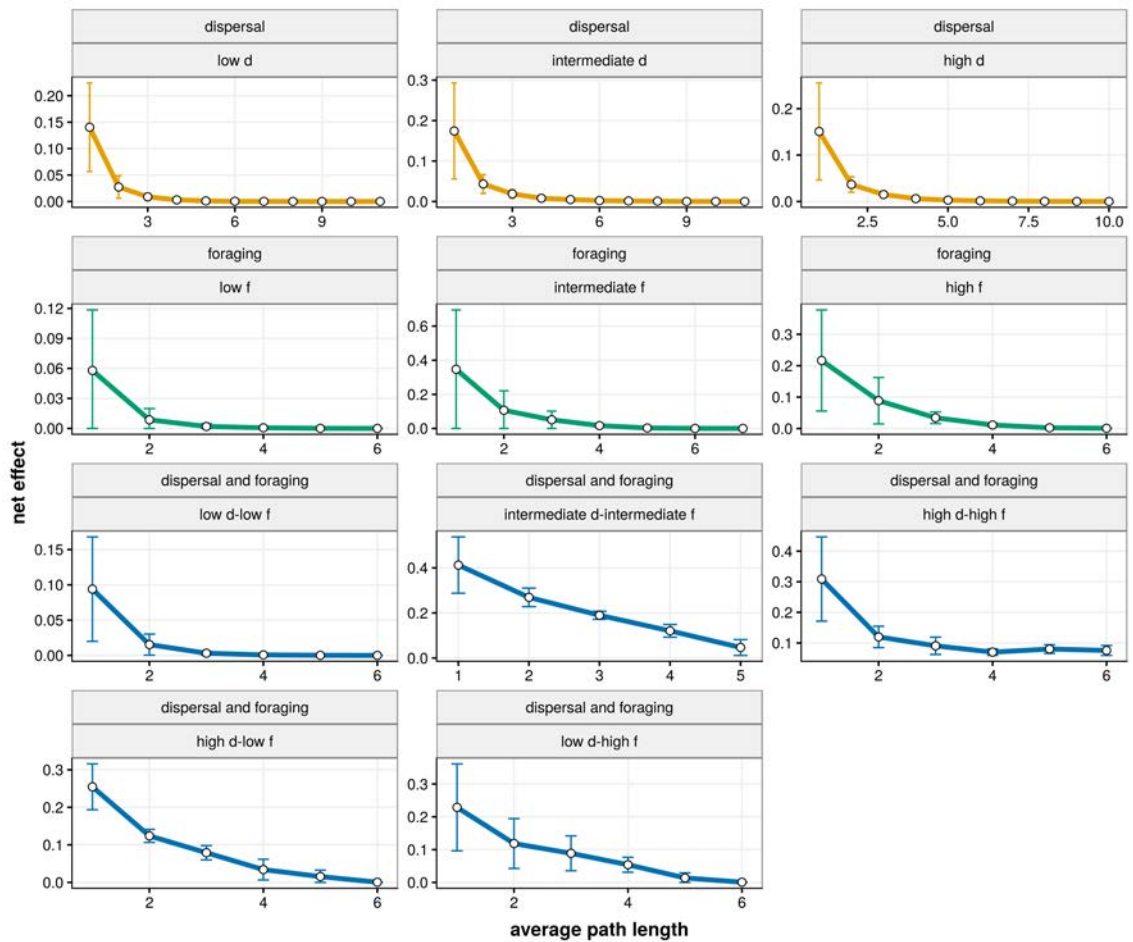 dispersal dispersal dispersal
low d intermediate d high d
0.20 0.15 0.10 0.05 0.00
0.3 0.2 0.1 0.0
0.2 0.1 0.0
3 6 9
3 6 9
2.5 5.0 7.5 10.0
foraging foraging foraging
low f intermediate f high f
0.12 0.09 0.06 0.03 0.00
0.6 0.4 0.2 0.0
0.3 0.2 0.1 0.0
2 4 6
2 4 6
2 4 6
net effect
dispersal and foraging dispersal and foraging dispersal and foraging
low d-low f intermediate d-intermediate f high d-high f
0.15 0.10 0.05 0.00
0.4 0.2 0.0
0.4 0.3 0.2 0.1
2 4 6
1 2 3 4 5
2 4 6
dispersal and foraging dispersal and foraging
high d-low f low d-high f
0.3 0.2 0.1 0.0
0.3 0.2 0.1 0.0
2 4 6
2 4 6
average path length